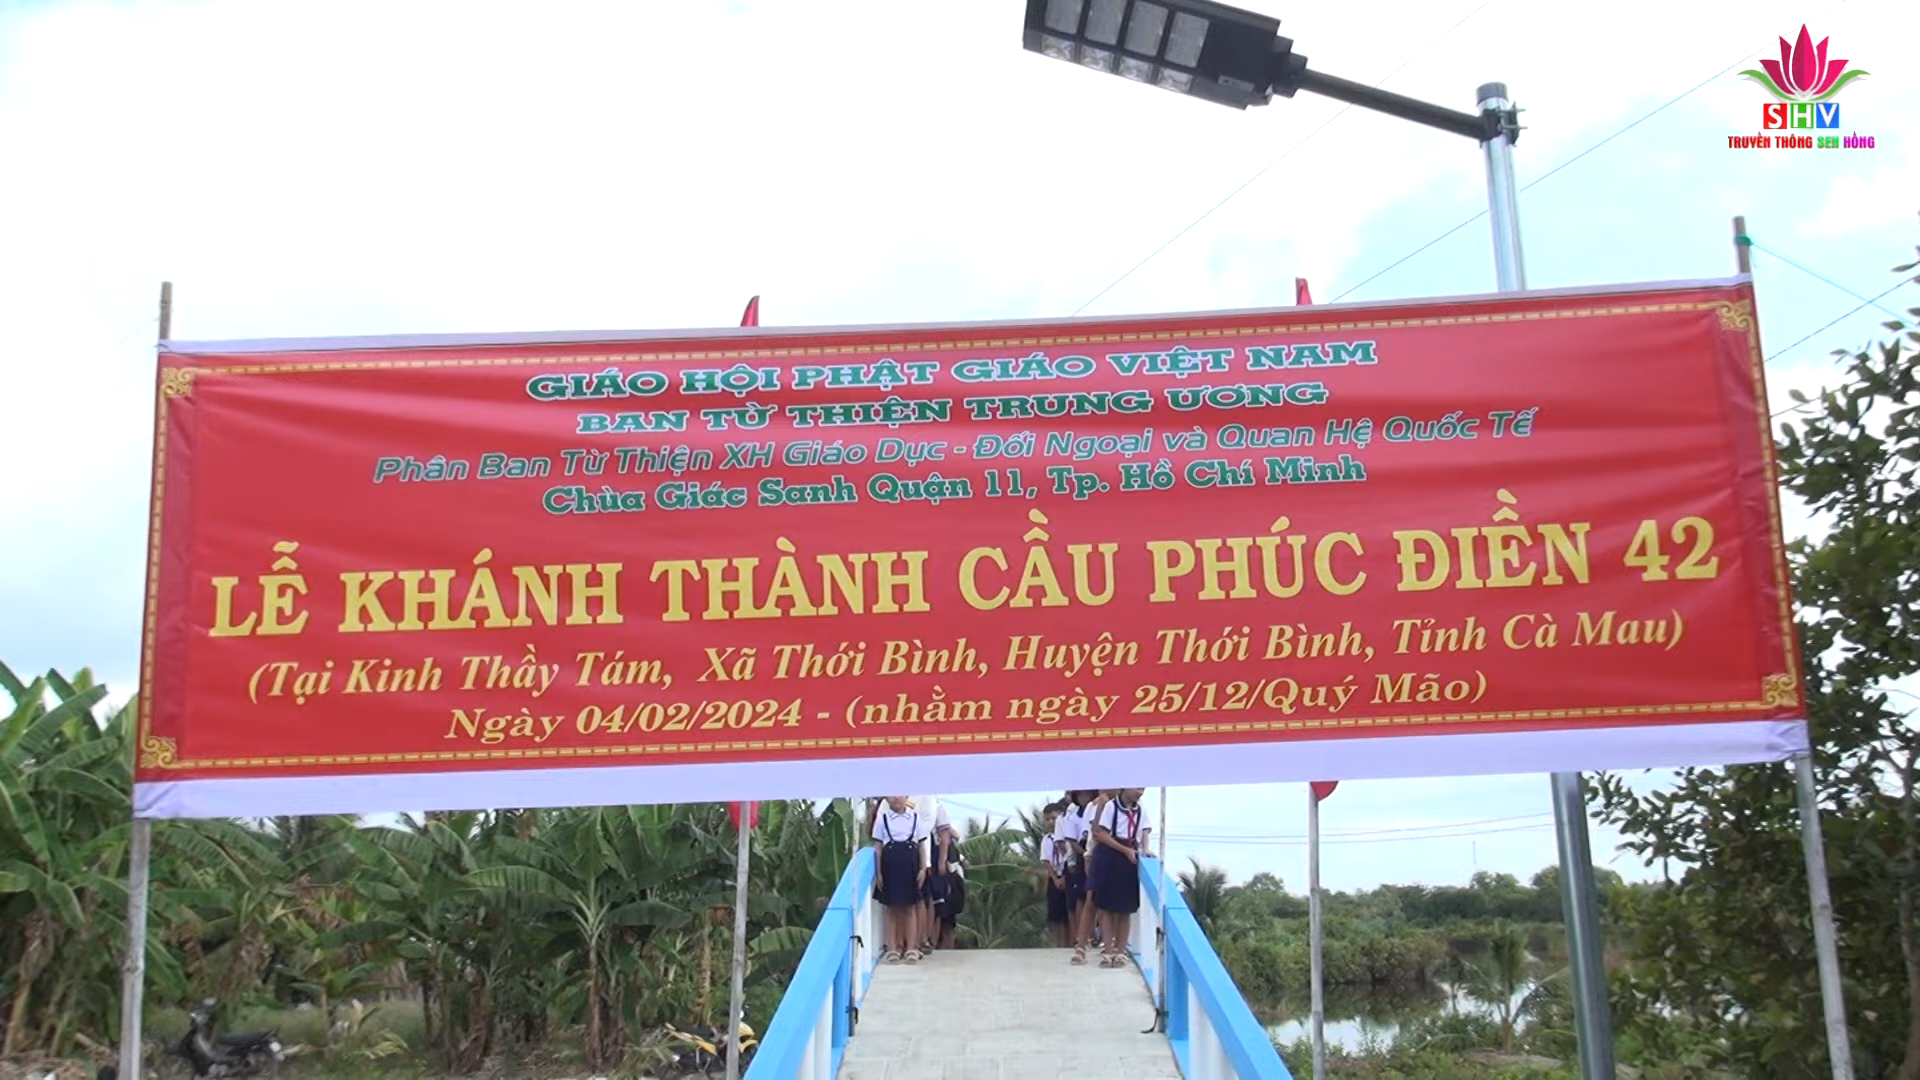 SHV
TRUYỀN THÔNG SEN HỒNG
GIÁO HỘI PHẬT GIÁO VIỆT NAM
BAN TỪ THIỆN TRUNG ƯƠNG
Phân Ban Từ Thiện XH Giáo Dục - Đối Ngoại và Quan Hệ Quốc Tế
Chùa Giác Sanh Quận 11, Tp. Hồ Chí Minh
LỄ KHÁNH THÀNH CẦU PHÚC ĐIỀN 42
(Tại Kinh Thầy Tám, Xã Thới Bình, Huyện Thới Bình, Tỉnh Cà Mau)
Ngày 04/02/2024 - (nhằm ngày 25/12/Quý Mão)